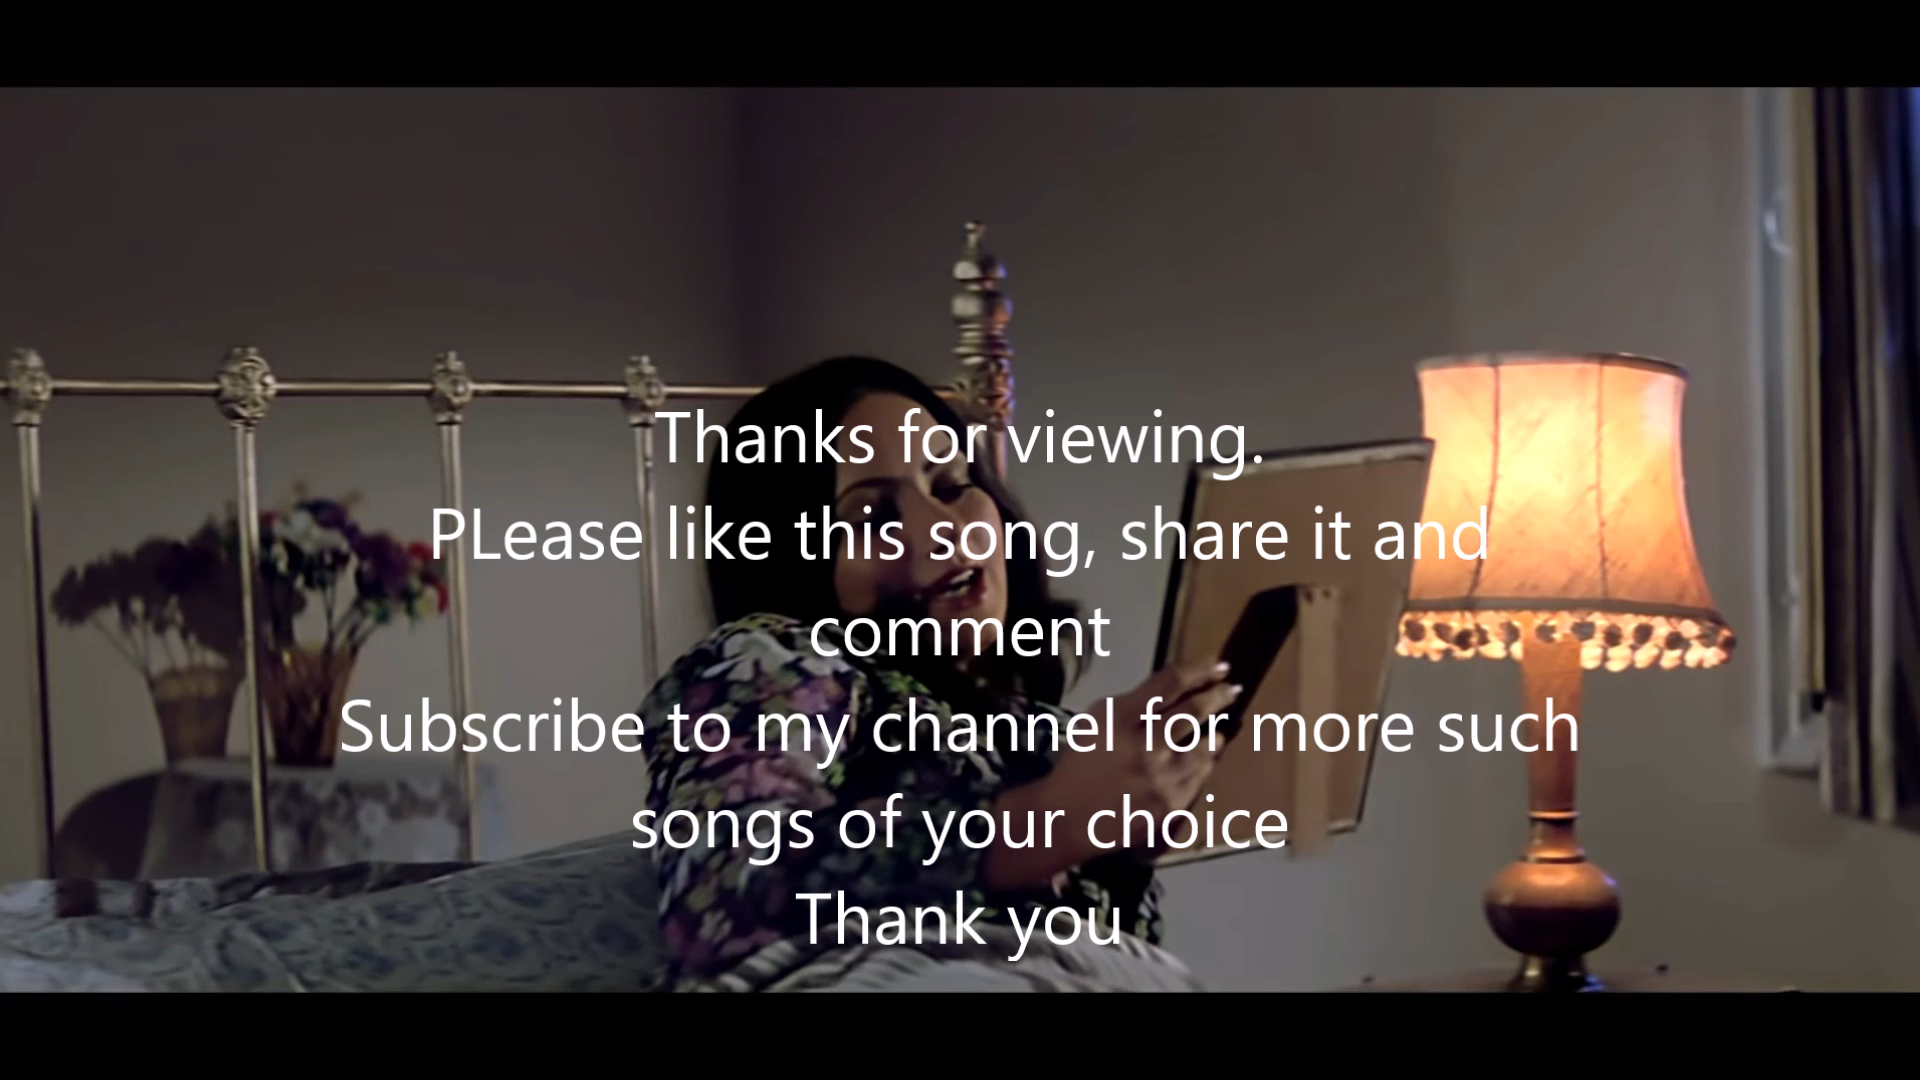 Thanks for viewing.
PLease like this song, share it and
comment
Subscribe to my channel for more such
songs of your choice
Thank you